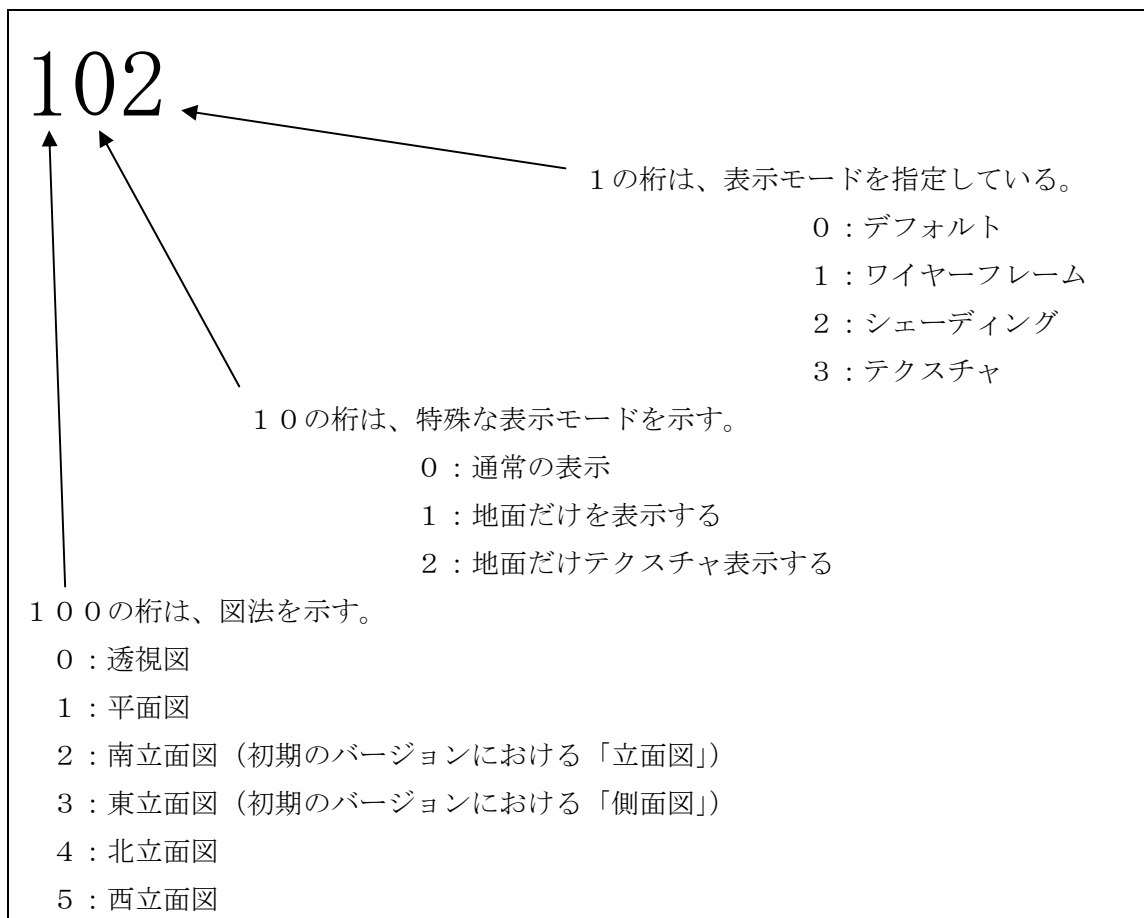 102
１の桁は、表示モードを指定している。
０：デフォルト
１：ワイヤーフレーム
２：シェーディング
３：テクスチャ
１０の桁は、特殊な表示モードを示す。
０：通常の表示
１：地面だけを表示する
２：地面だけテクスチャ表示する
１００の桁は、図法を示す。
０：透視図
１：平面図
２：南立面図（初期のバージョンにおける「立面図」）
３：東立面図（初期のバージョンにおける「側面図」）
４：北立面図
５：西立面図